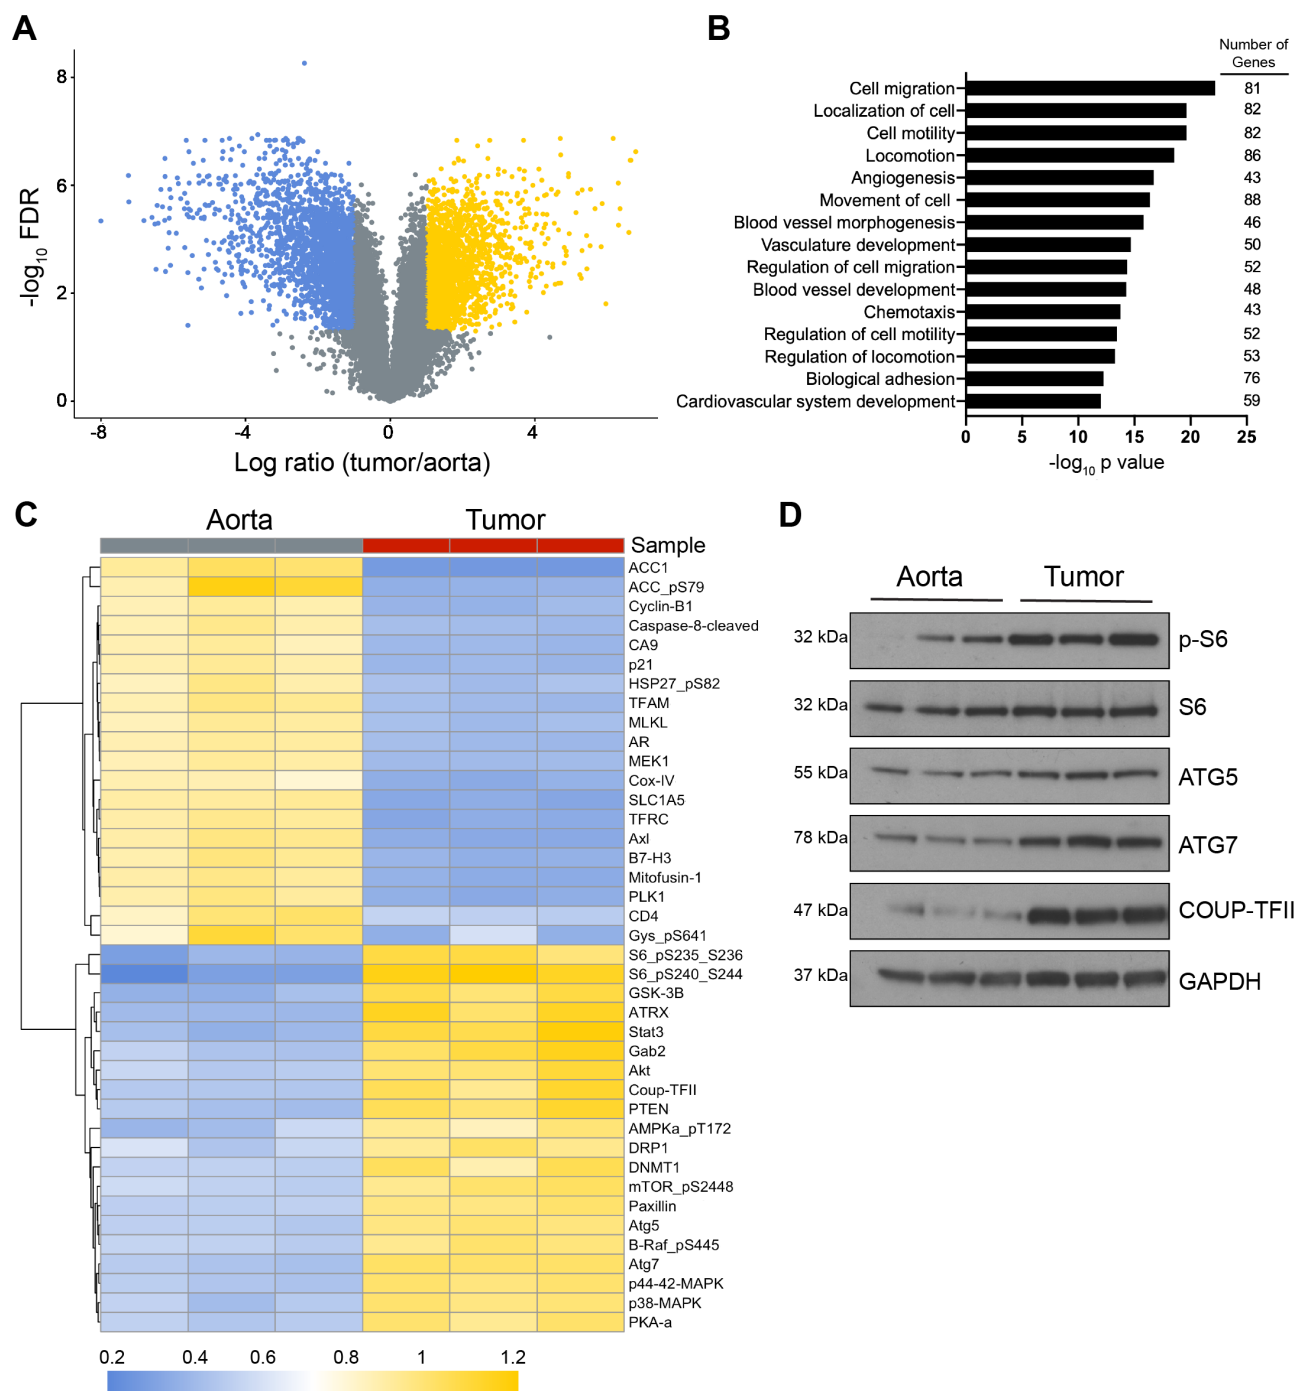 A
8
6
2
2
0
-8
-4
0
4
-log10 FDR
Log ratio (tumor/aorta)
B
Number of
Genes
Cell migration 81
Localization of cell 82
Cell motility 82
Locomotion 86
Angiogenesis 43
Movement of cell 88
Blood vessel morphogenesis 46
Vasculature development 50
Regulation of cell migration 52
Blood vessel development 48
Chemotaxis 43
Regulation of cell motility 52
Regulation of locomotion 53
Biological adhesion 76
Cardiovascular system development 59
0 5 10 15 20 25
-log10 p value
C
Aorta Tumor
Sample
ACC1
ACC_pS79
Cyclin-B1
Caspase-8-cleaved
CA9
p21
HSP27_pS82
TFAM
MLKL
AR
MEK1
Cox-IV
SLC1A5
TFRC
Axl
B7-H3
Mitofusin-1
PLK1
CD4
Gys_pS641
S6_pS235_S236
S6_pS240_S244
GSK-3B
ATRX
Stat3
Gab2
Akt
Coup-TFII
PTEN
AMPKa_pT172
DRP1
DNMT1
mTOR_pS2448
Paxillin
Atg5
B-Raf_pS445
Atg7
p44-42-MAPK
p38-MAPK
PKA-a
0.2 0.4 0.6 0.8 1 1.2
D
Aorta Tumor
32 kDa p-S6
32 kDa S6
55 kDa ATG5
78 kDa ATG7
47 kDa COUP-TFII
37 kDa GAPDH